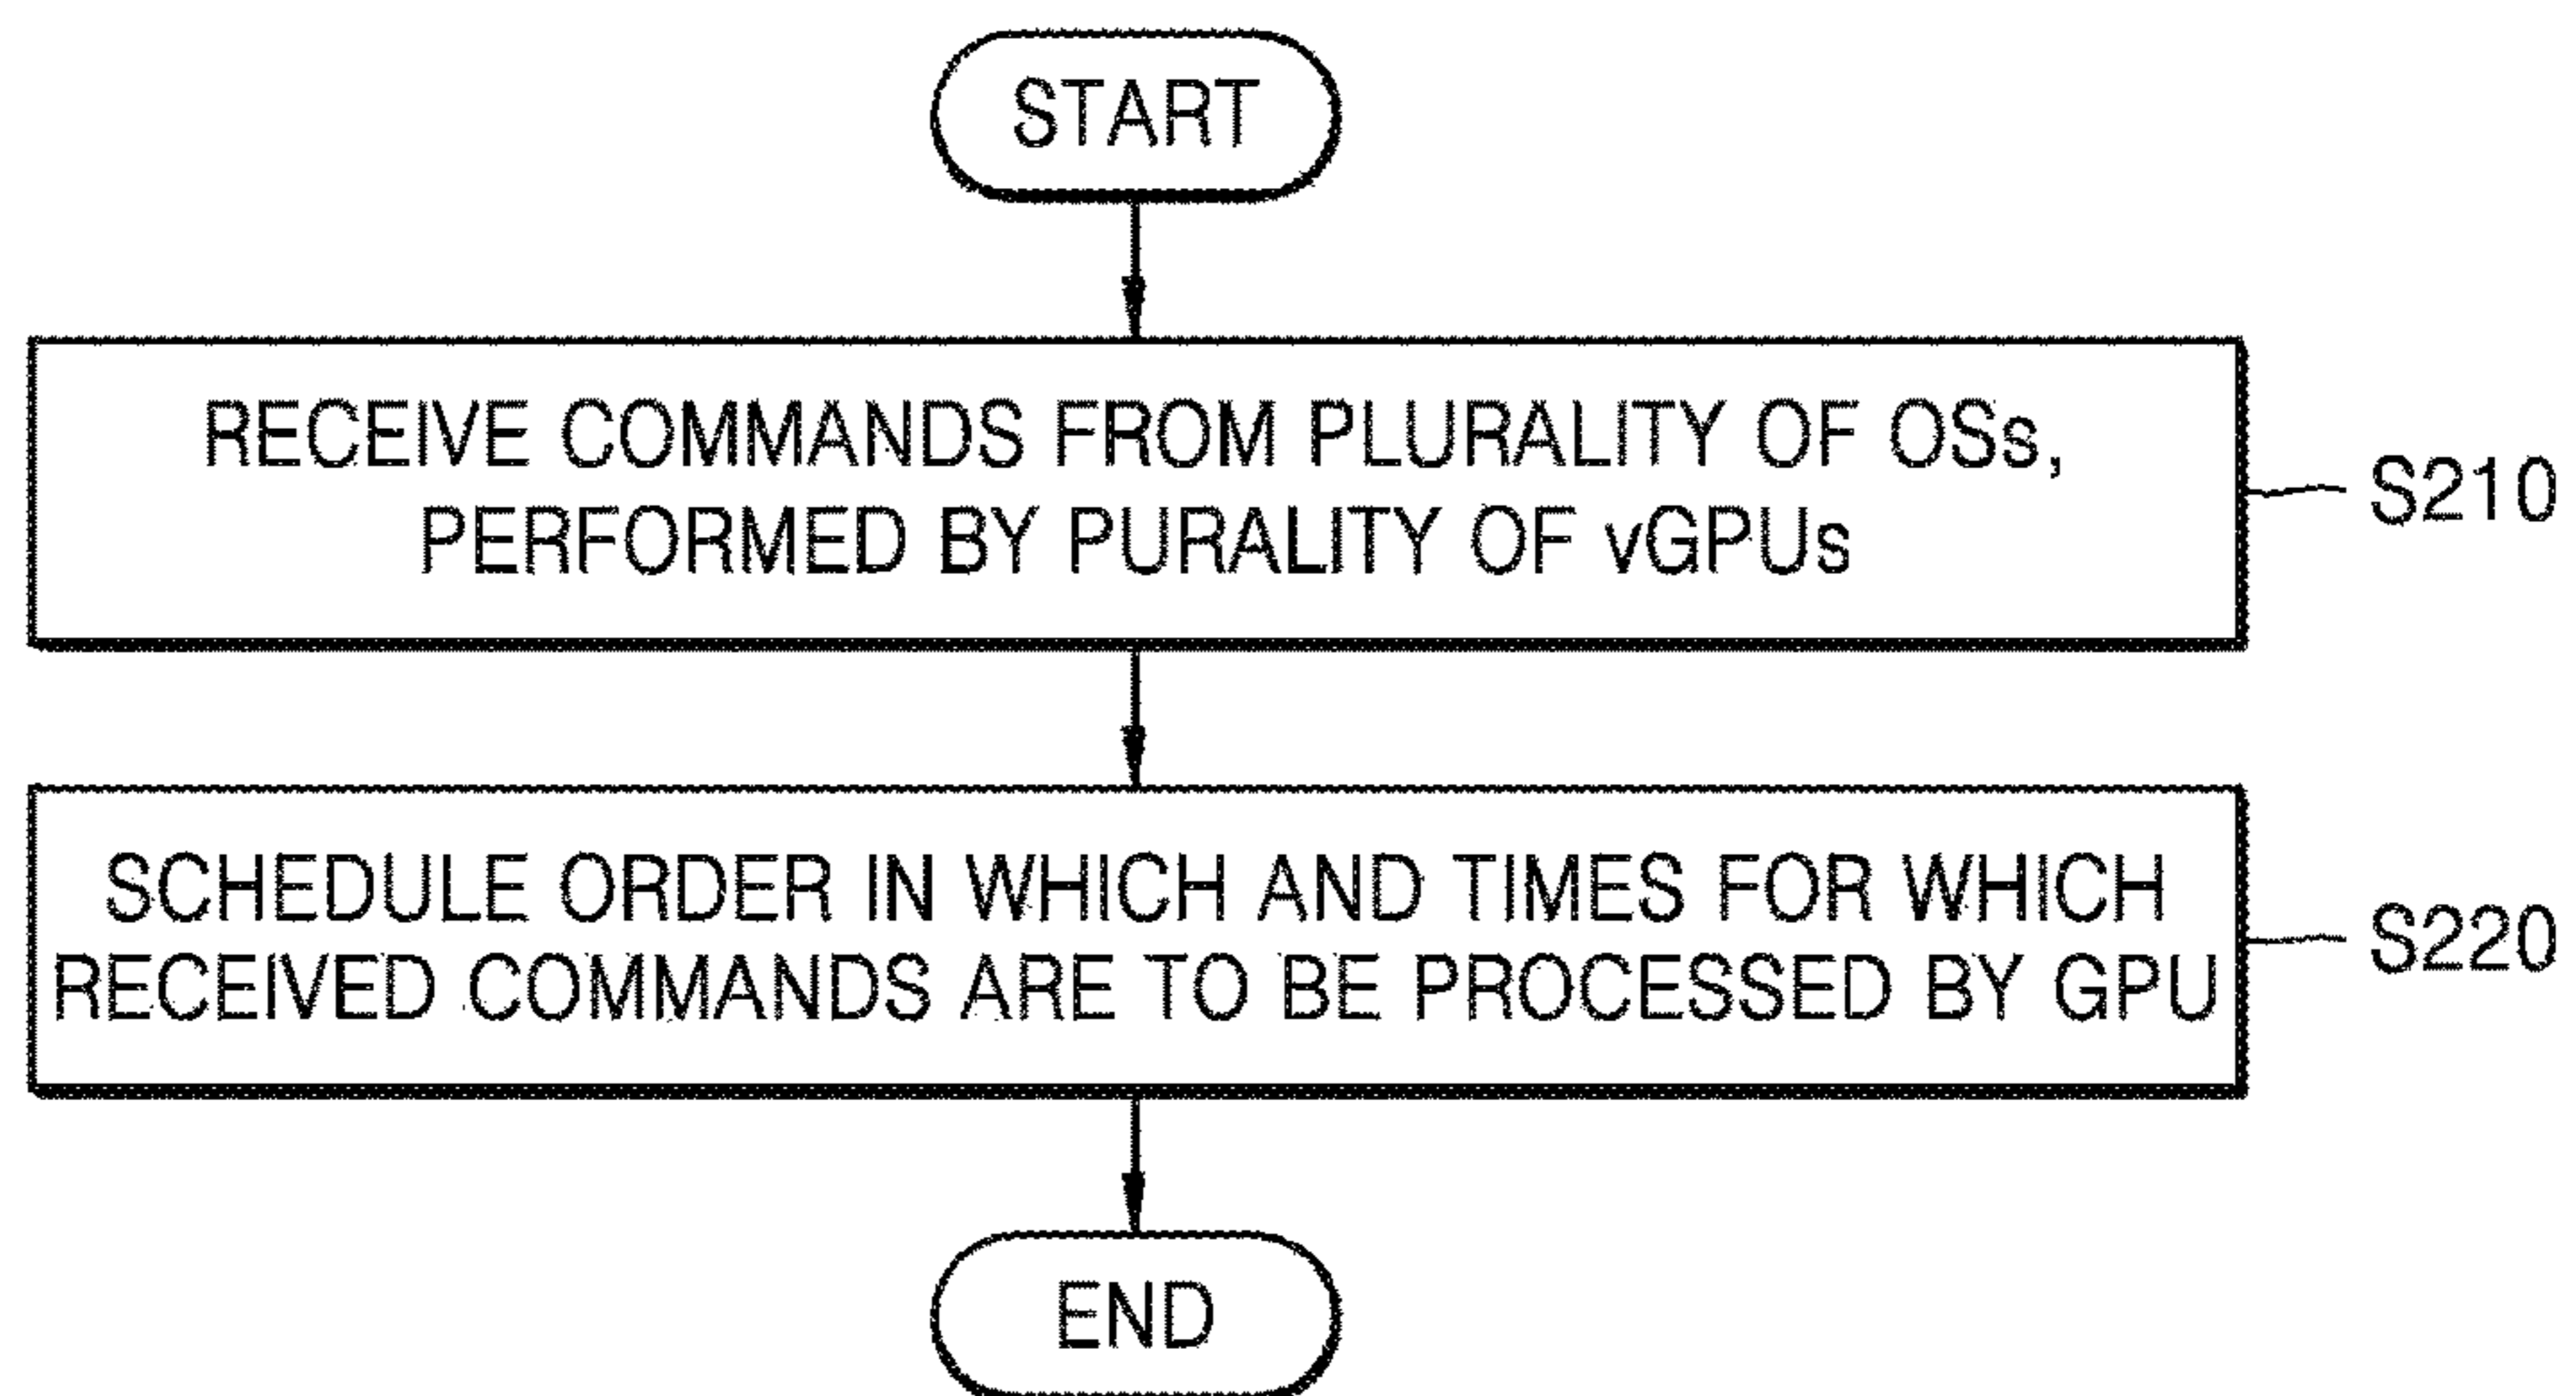 START
RECEIVE COMMANDS FROM PLURALITY OF OSs,
PERFORMED BY PURALITY OF vGPUs
S210
SCHEDULE ORDER IN WHICH AND TIMES FOR WHICH
RECEIVED COMMANDS ARE TO BE PROCESSED BY GPU
S220
END